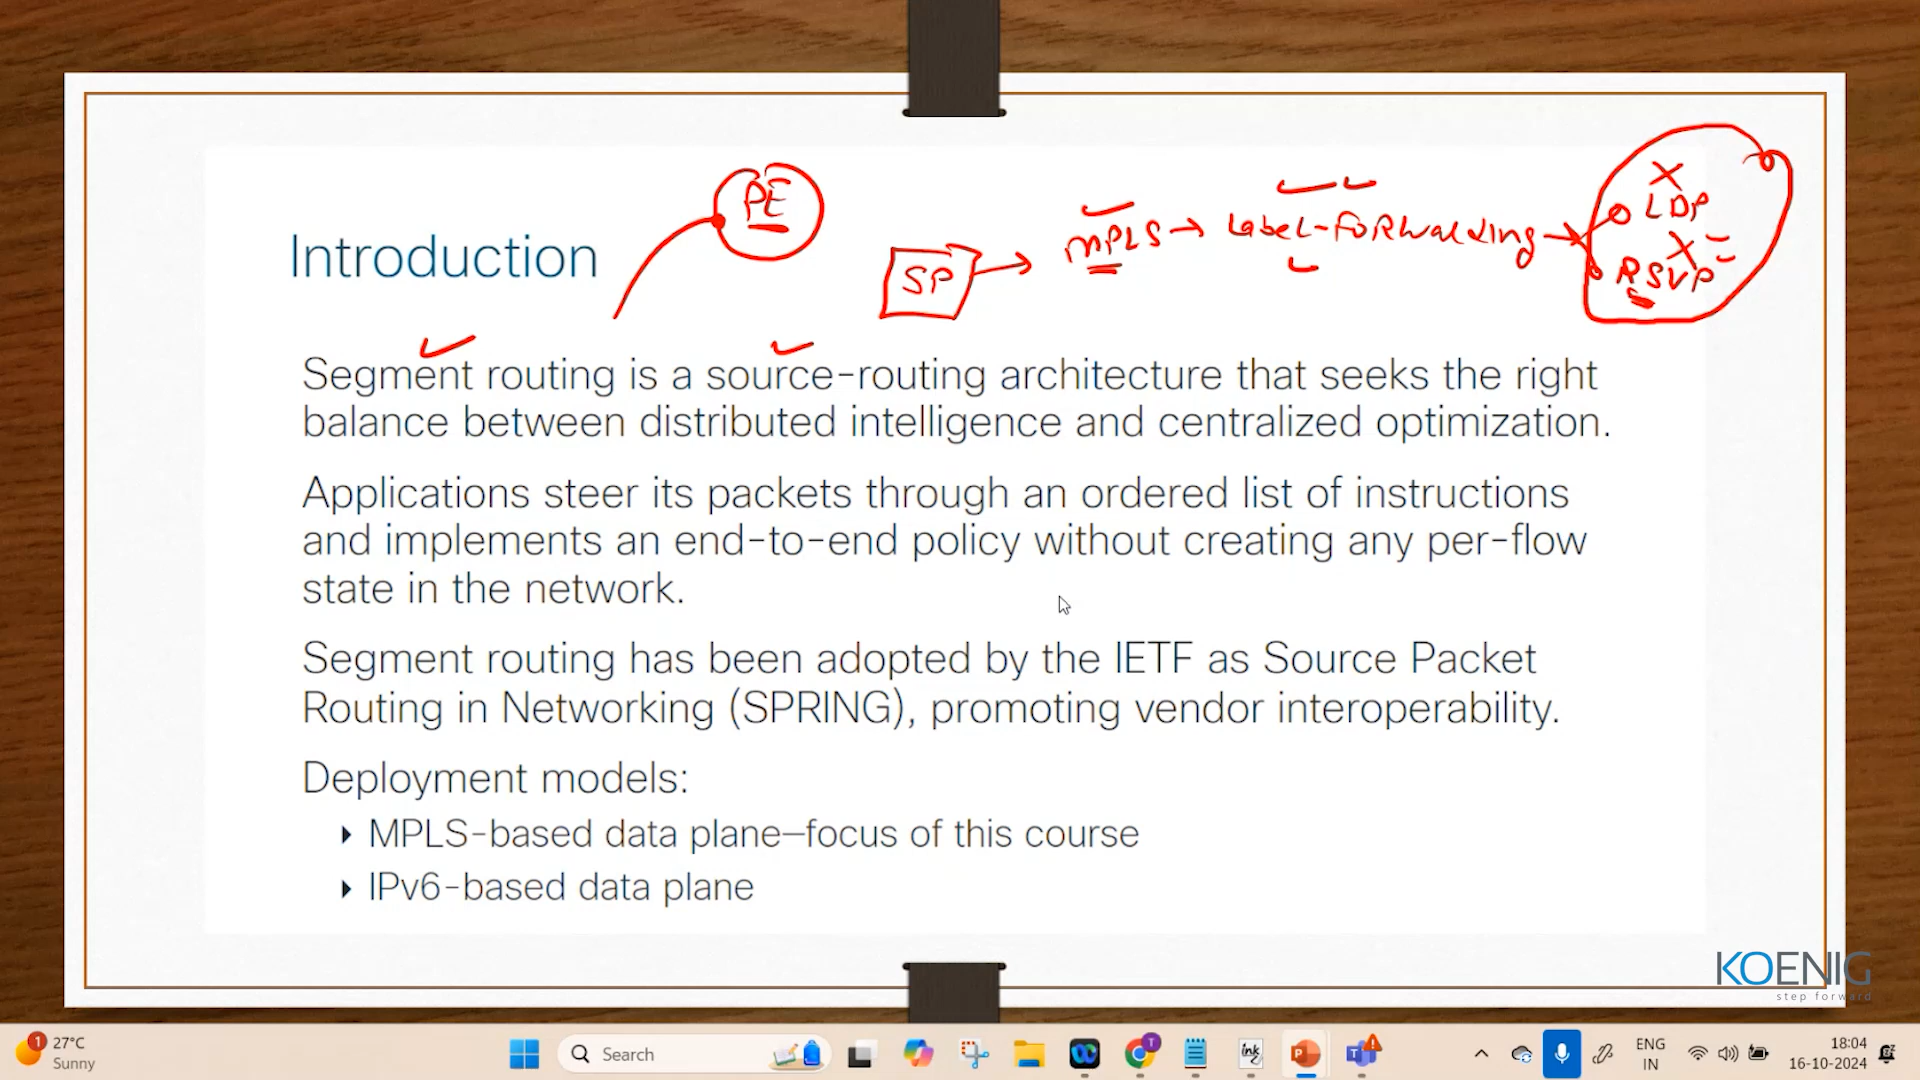 PE
SP
MPLS
Label-Forwarding
LDP
RSVP
Introduction
Segment routing is a source-routing architecture that seeks the right
balance between distributed intelligence and centralized optimization.
Applications steer its packets through an ordered list of instructions
and implements an end-to-end policy without creating any per-flow
state in the network.
Segment routing has been adopted by the IETF as Source Packet
Routing in Networking (SPRING), promoting vendor interoperability.
Deployment models:
MPLS-based data plane—focus of this course
IPv6-based data plane
KOENIG
step forward
1
27°C
Sunny
Search
ENG
IN
18:04
16-10-2024